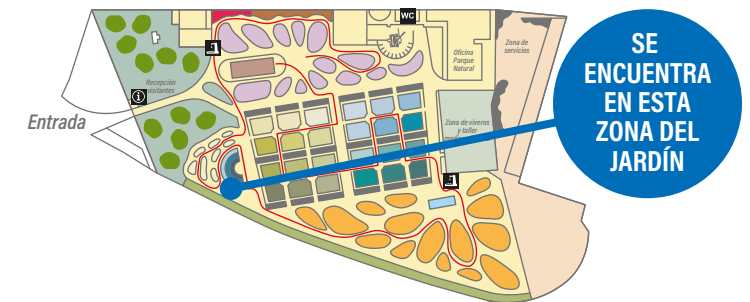 WC
Oficina
Parque
Natural
Zona de
servicios
Recepción
visitantes
Entrada
Zona de viveros
y taller
SE
ENCUENTRA
EN ESTA
ZONA DEL
JARDÍN